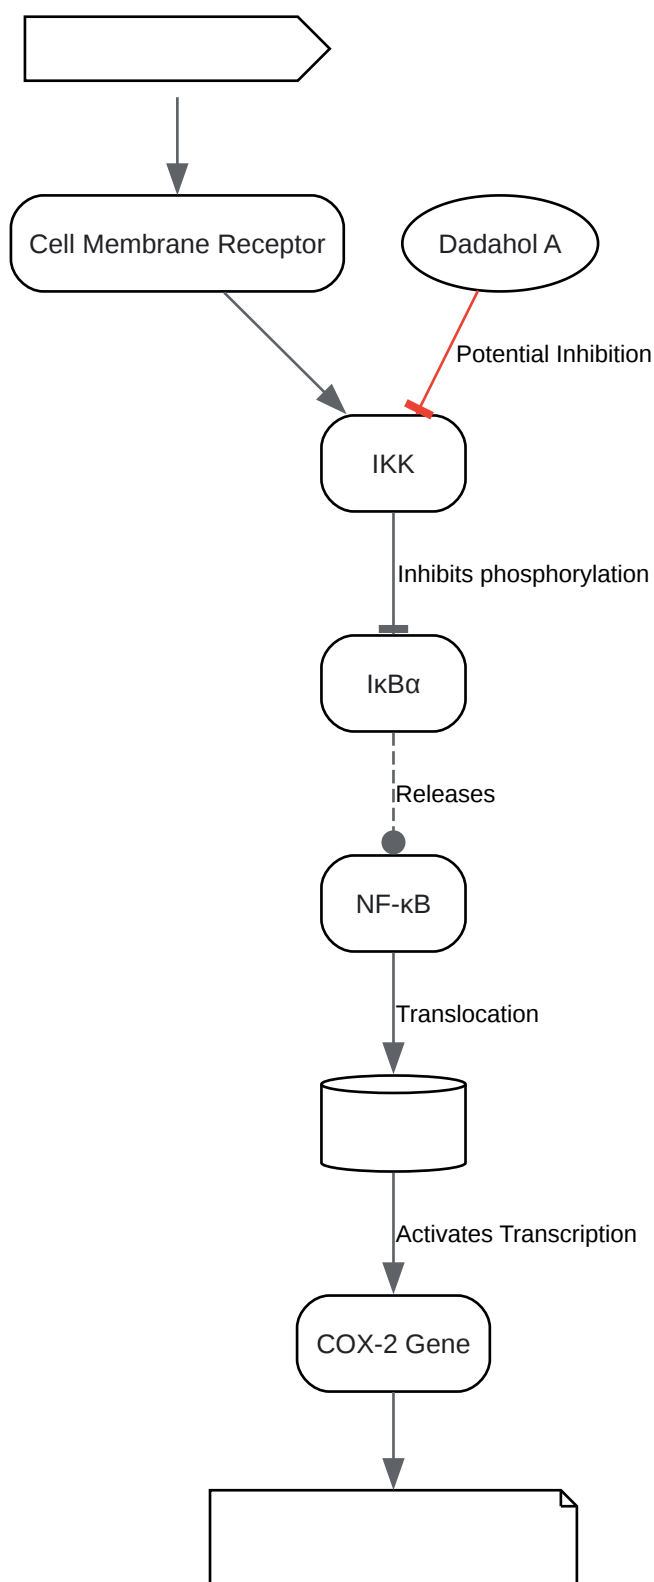 Cell Membrane Receptor
Dadahol A
Potential Inhibition
IKK
Inhibits phosphorylation
IκBα
Releases
NF-κB
Translocation
Activates Transcription
COX-2 Gene